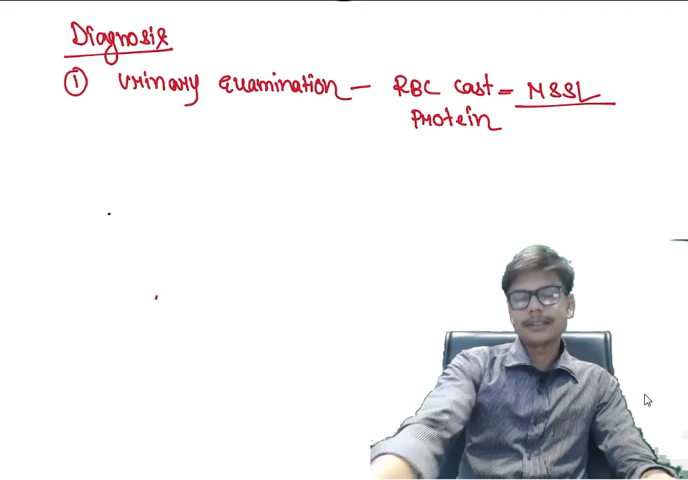 Diagnosis
① Urinary Examination - RBC cast = NSSL
Protein